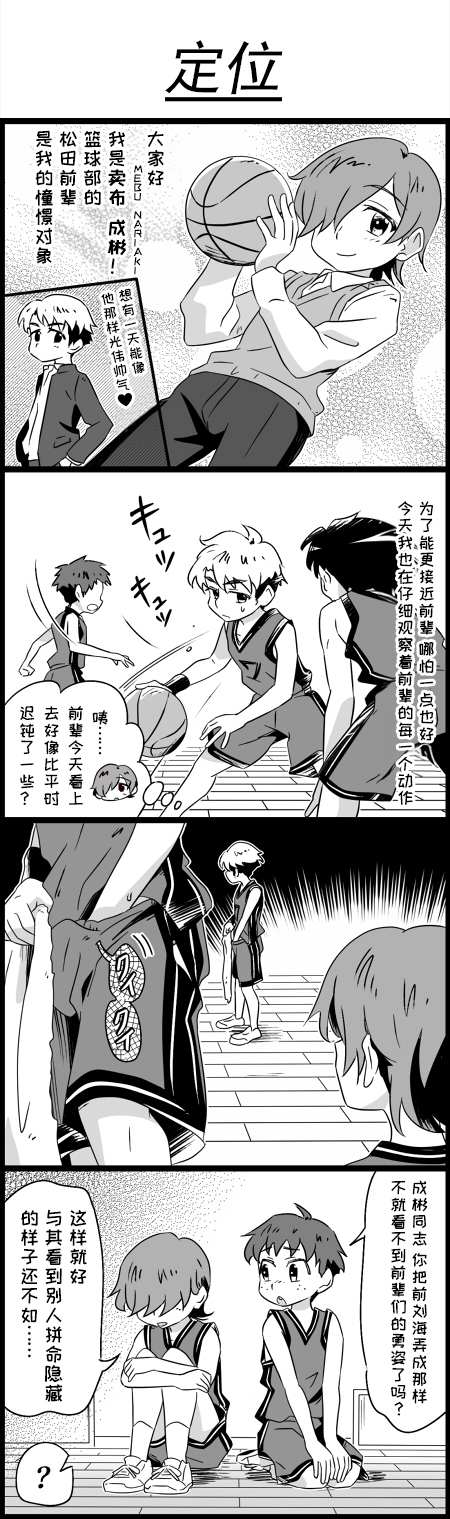 定位
大家好
我是卖布 成彬！
MEBU NARIAKI
篮球部的
松田前辈
是我的憧憬对象
想有一天能像
他那样光伟帅气♥
为了能更接近前辈 哪怕一点也好
今天我也在仔细观察着前辈的每一个动作
キュッ
キュッ
咦……
前辈今天看上
去好像比平时
迟钝了一些？
クイクイ
成彬同志 你把前刘海弄成那样
不就看不到前辈们的勇姿了吗？
这样就好
与其看到别人拼命隐藏
的样子还不如……
？